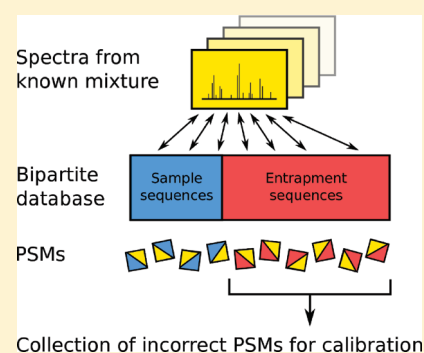 Spectra from
known mixture
Bipartite
database
Sample
sequences
Entrapment
sequences
PSMs
Collection of incorrect PSMs for calibration